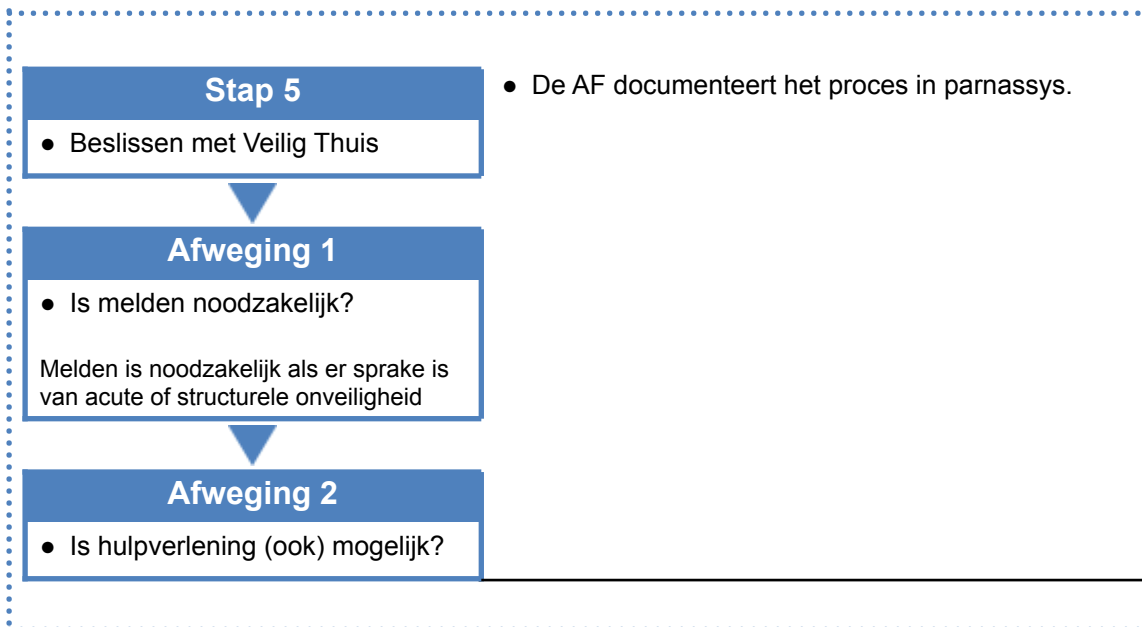 Stap 5
● Beslissen met Veilig Thuis
Afweging 1
● Is melden noodzakelijk?
Melden is noodzakelijk als er sprake is
van acute of structurele onveiligheid
Afweging 2
● Is hulpverlening (ook) mogelijk?
● De AF documenteert het proces in parnassys.